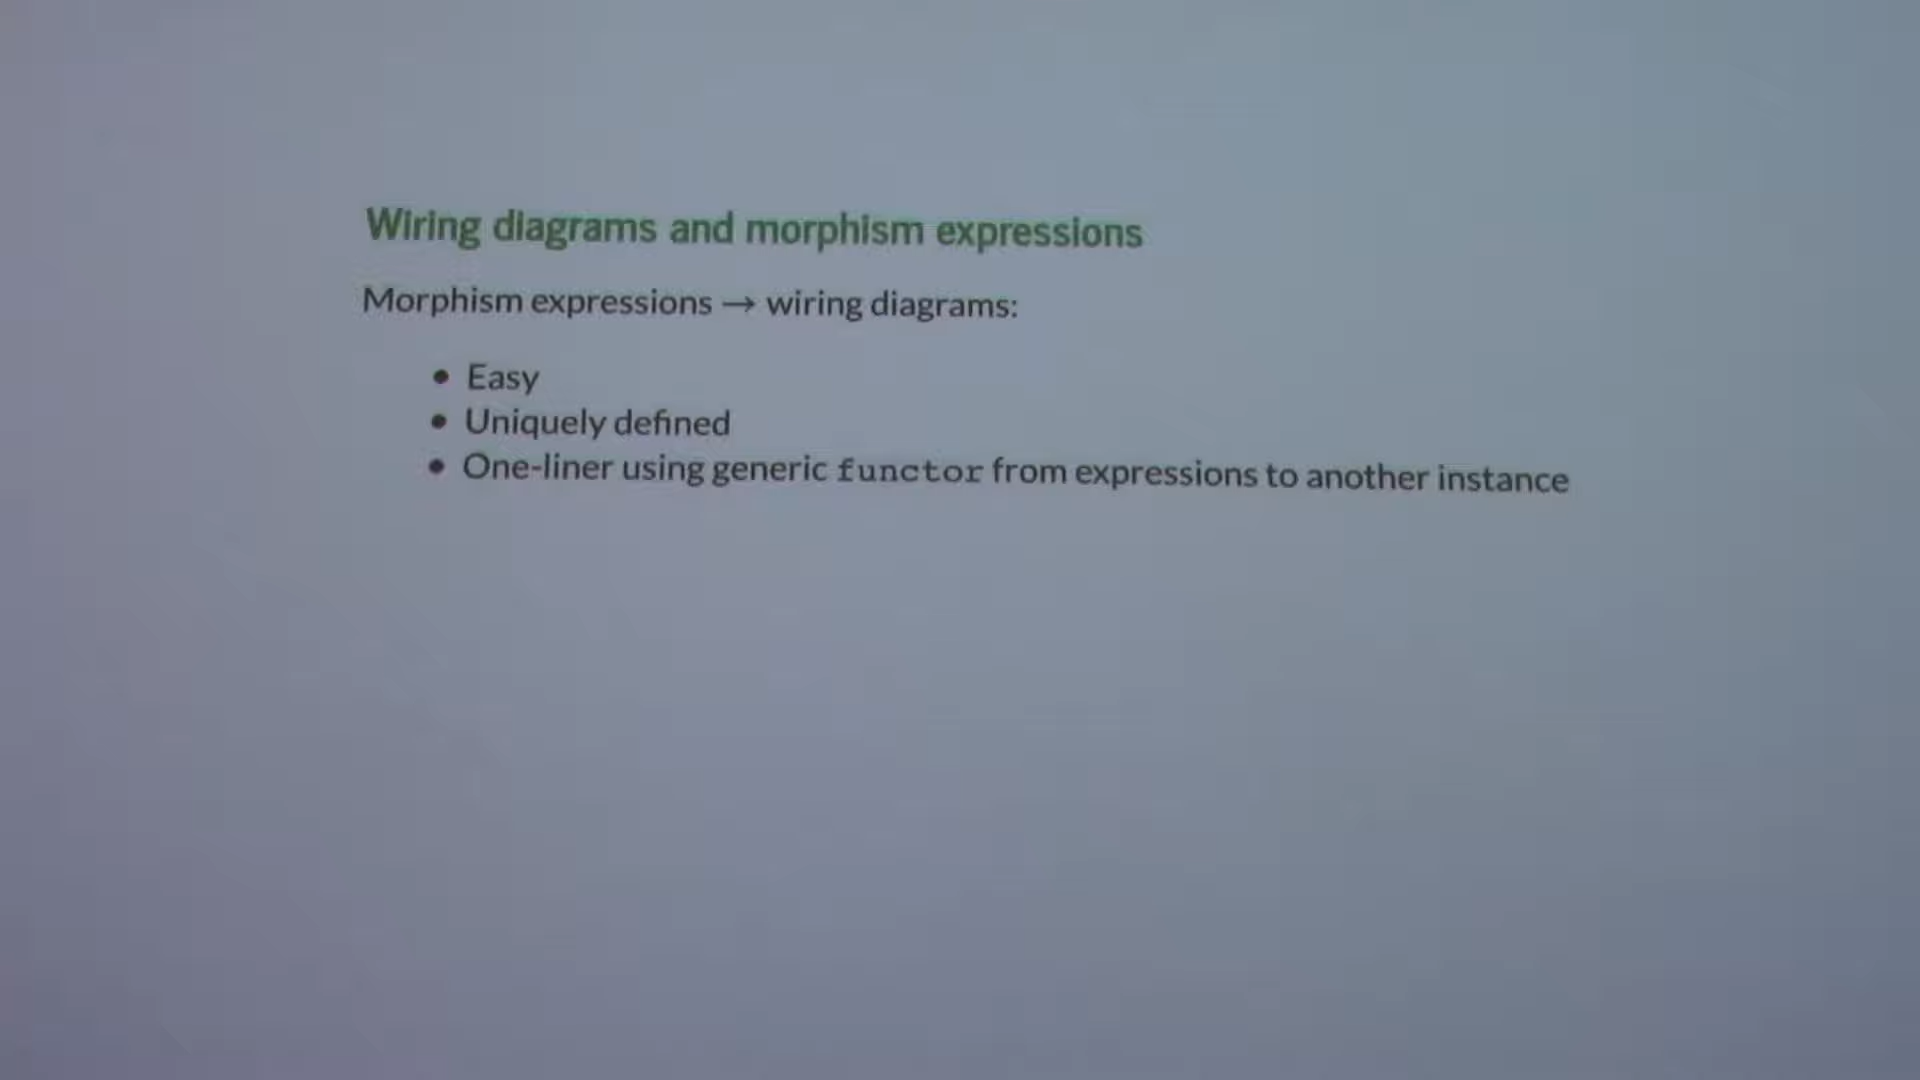 Wiring diagrams and morphism expressions
Morphism expressions → wiring diagrams:
• Easy
• Uniquely defined
• One-liner using generic functor from expressions to another instance